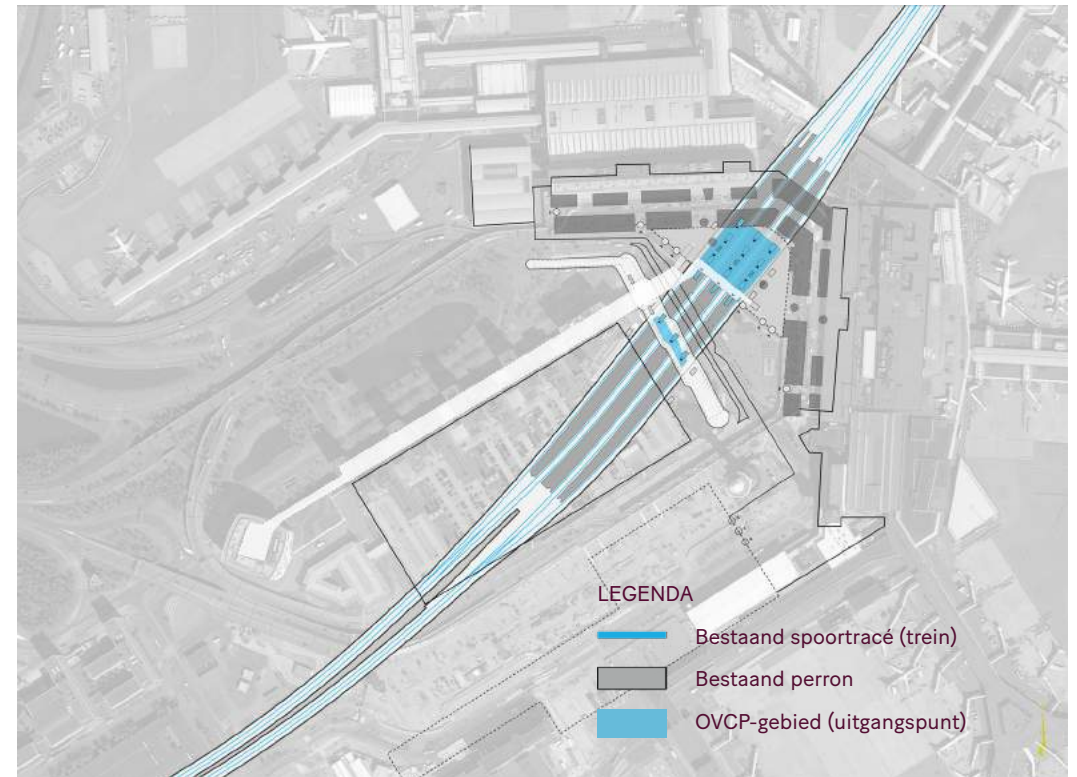 LEGENDA
Bestaand spoortracé (trein)
Bestaand perron
OVCP-gebied (uitgangspunt)